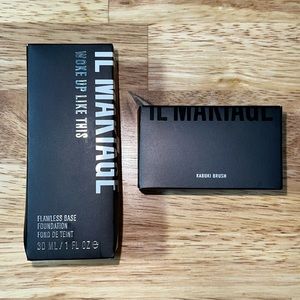 IL MAKIAGE
WOKE UP LIKE THIS
FLAWLESS BASE
FOUNDATION
FOND DE TEINT
30 ML/1 FL OZ ℮
IL MAKIAGE
KABUKI BRUSH